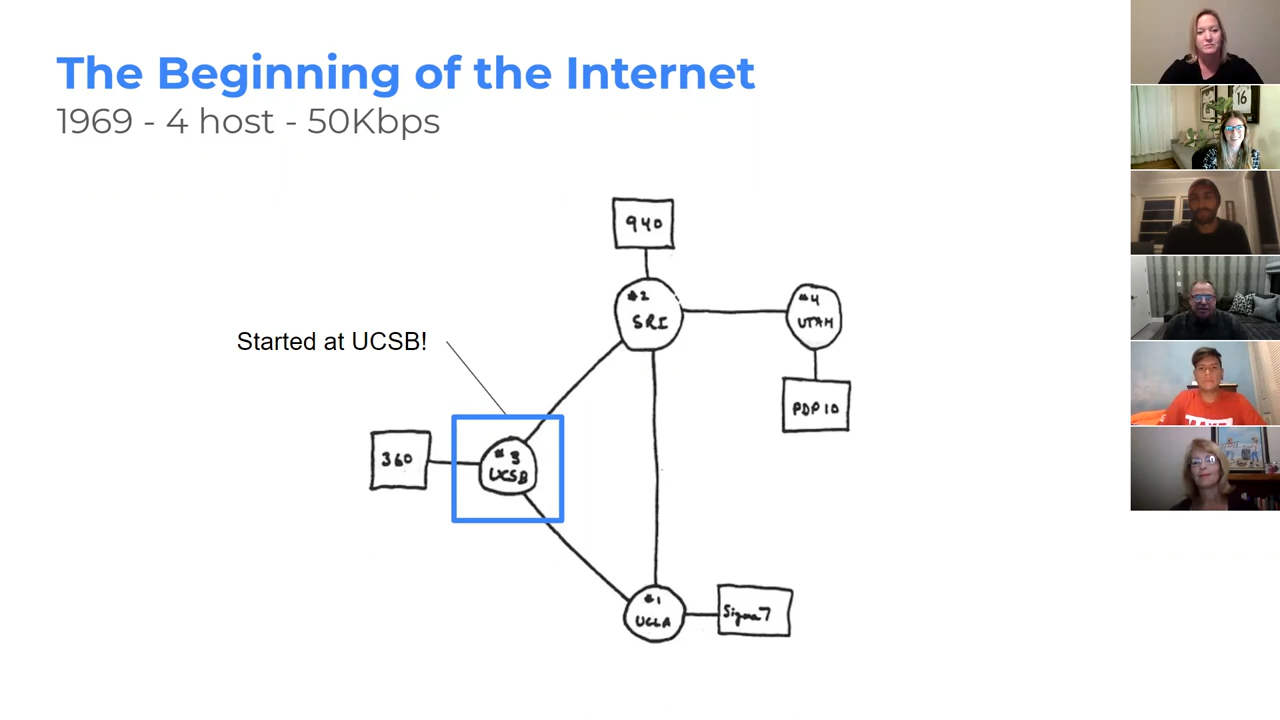 The Beginning of the Internet
1969 - 4 host - 50Kbps
16
940
#2
SRI
#4
UTAH
Started at UCSB!
PDP 10
360
#3
UCSB
#1
UCLA
Sigma 7